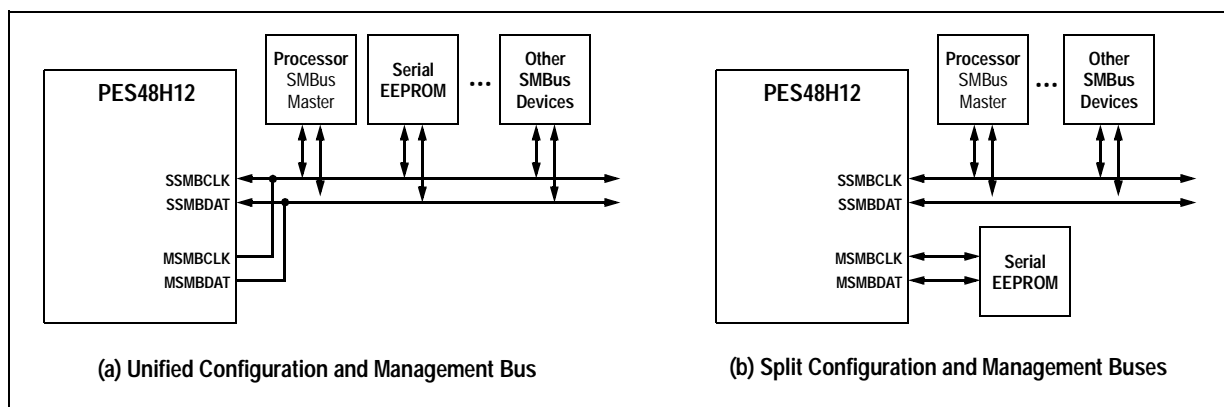 PES48H12
Processor
SMBus
Master
Serial
EEPROM
...
Other
SMBus
Devices
SSMBCLK
SSMBDAT
MSMBCLK
MSMBDAT
(a) Unified Configuration and Management Bus
PES48H12
Processor
SMBus
Master
...
Other
SMBus
Devices
SSMBCLK
SSMBDAT
MSMBCLK
MSMBDAT
Serial
EEPROM
(b) Split Configuration and Management Buses